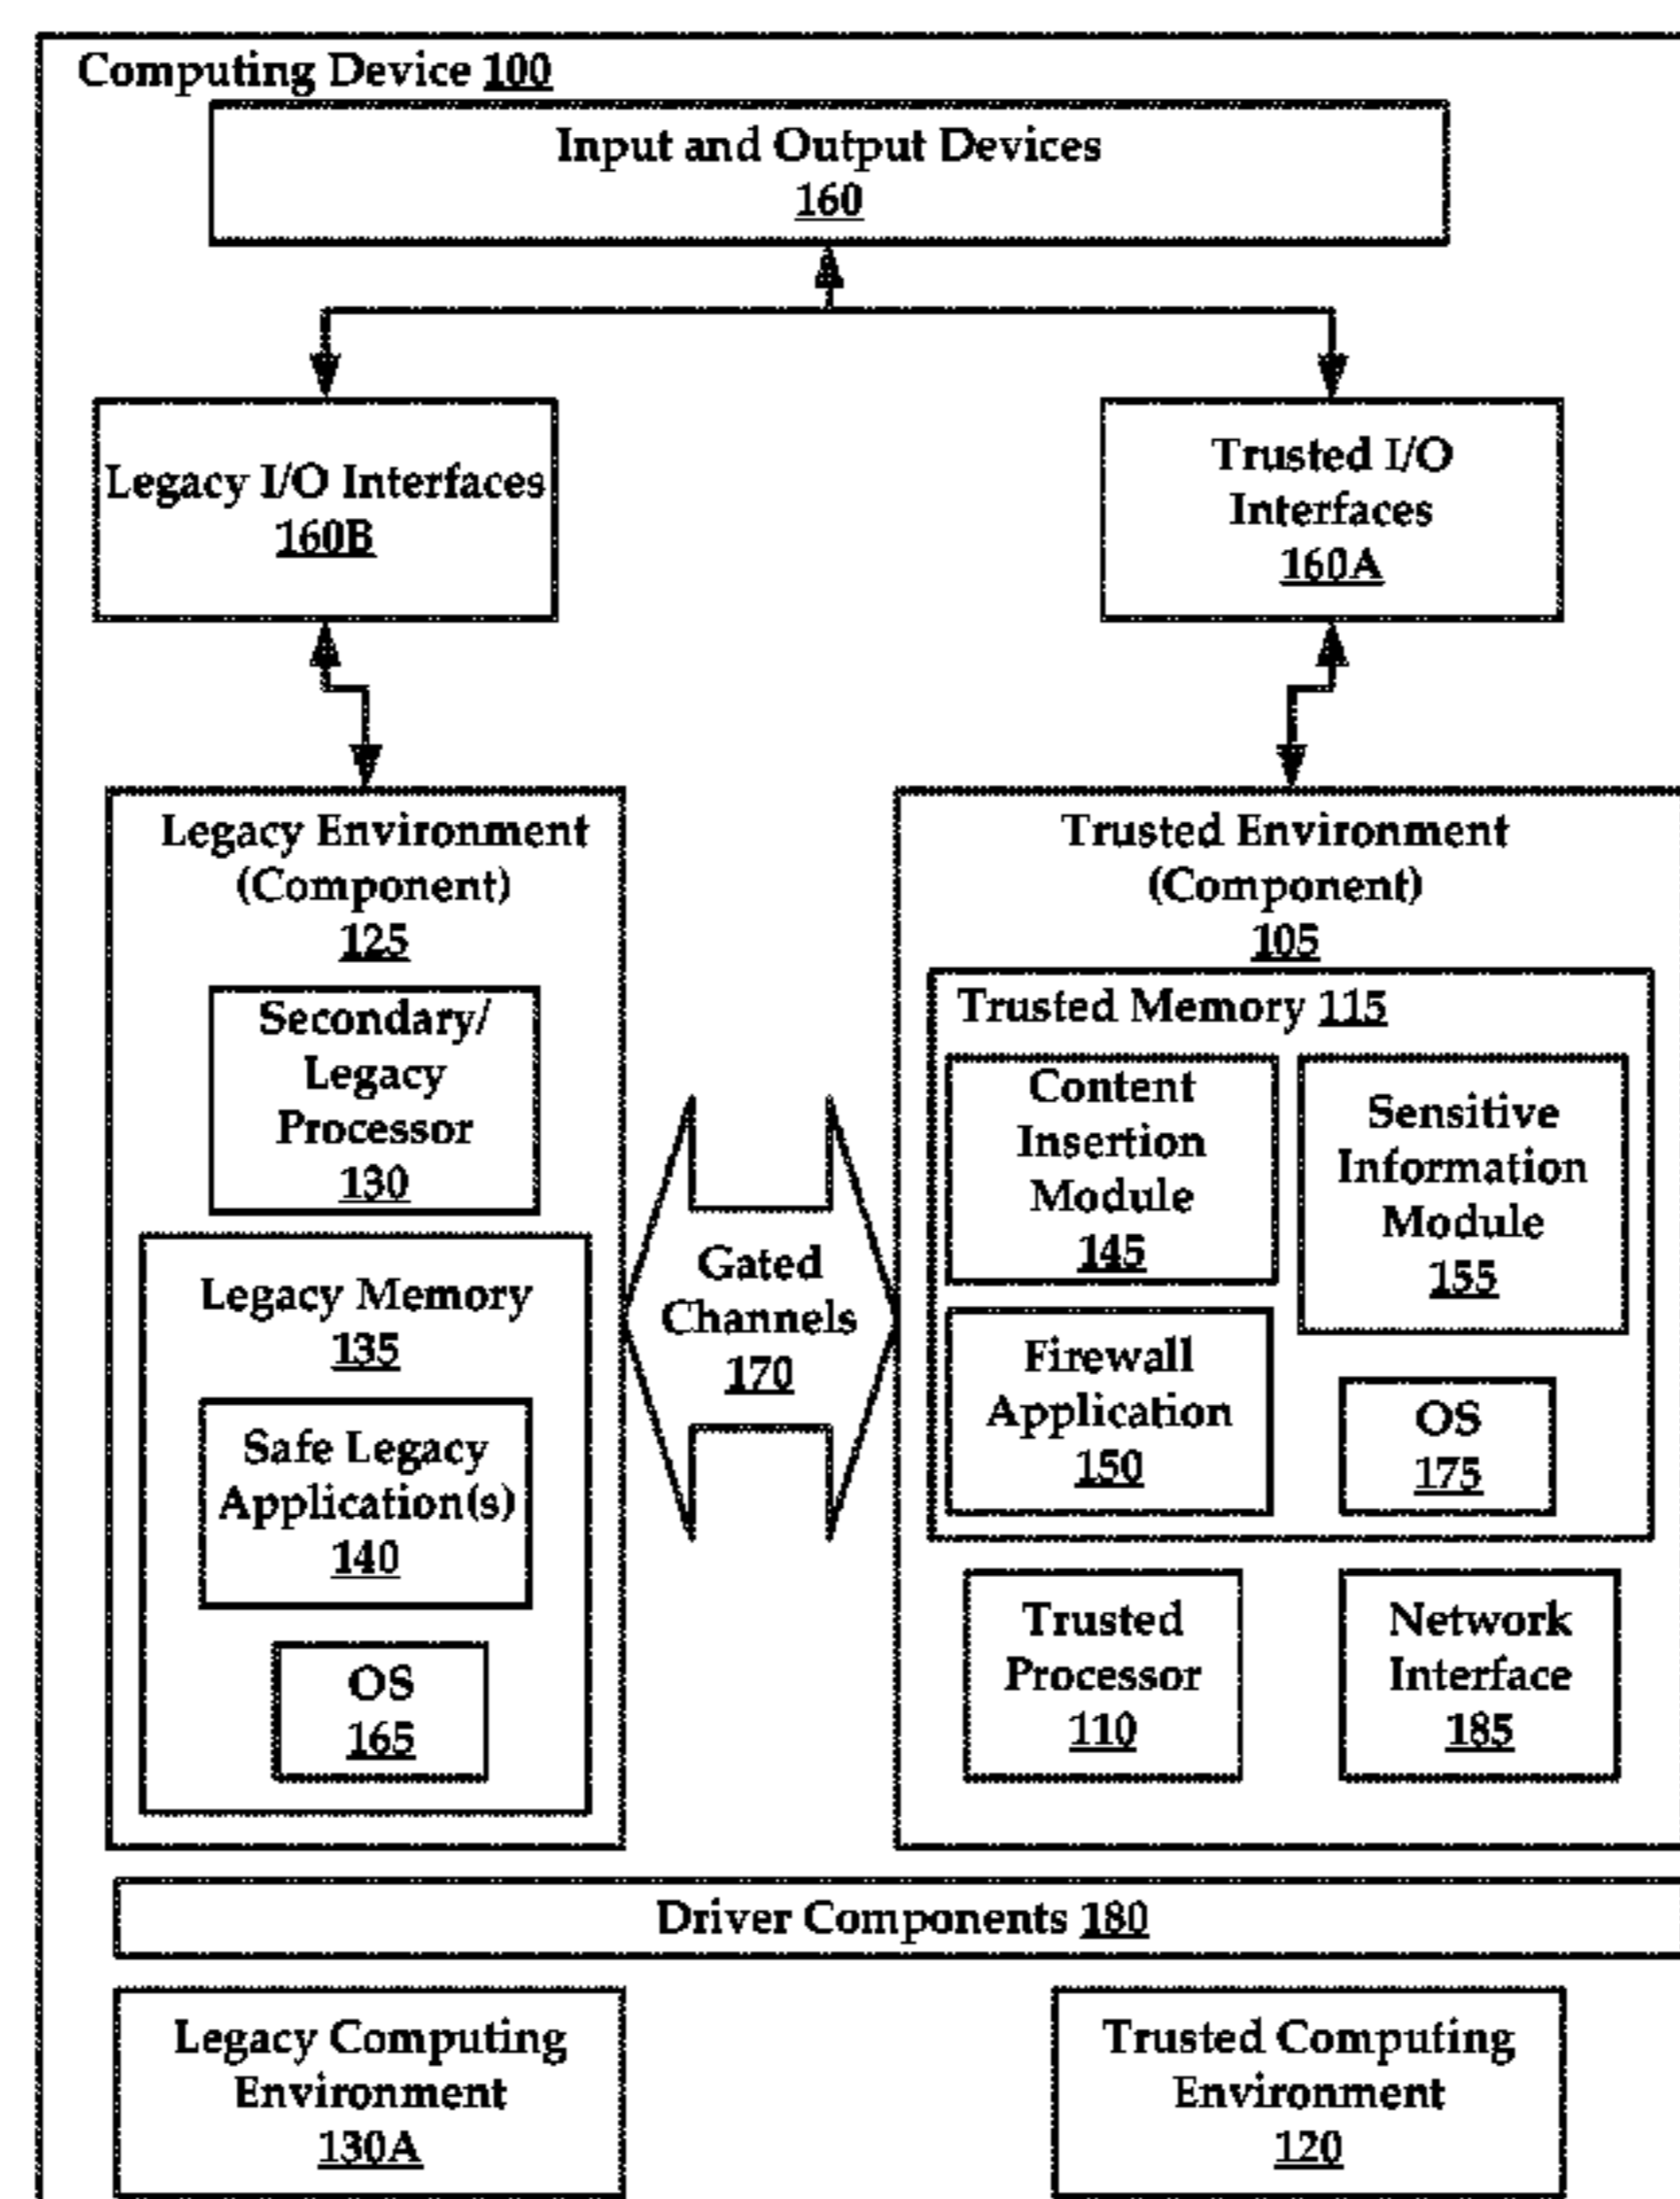 Computing Device 100
Input and Output Devices
160
Legacy I/O Interfaces
160B
Trusted I/O
Interfaces
160A
Legacy Environment
(Component)
125
Secondary/
Legacy
Processor
130
Legacy Memory
135
Safe Legacy
Application(s)
140
OS
165
Gated
Channels
170
Trusted Environment
(Component)
105
Trusted Memory 115
Content
Insertion
Module
145
Sensitive
Information
Module
155
Firewall
Application
150
OS
175
Trusted
Processor
110
Network
Interface
185
Driver Components 180
Legacy Computing
Environment
130A
Trusted Computing
Environment
120